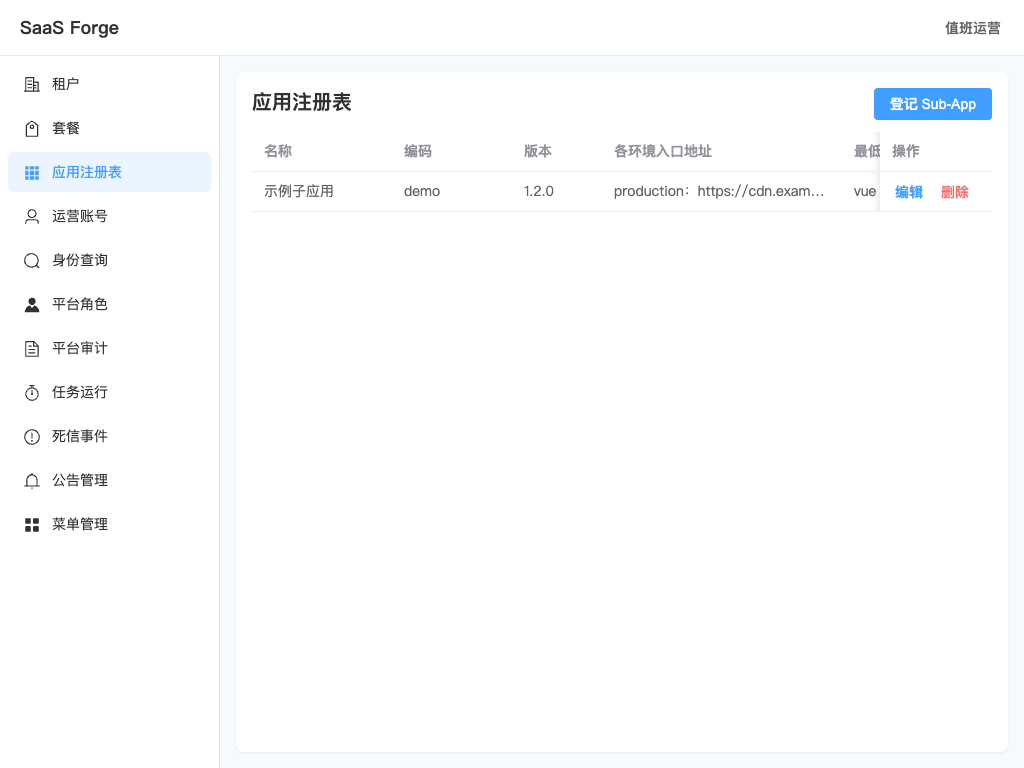 SaaS Forge
值班运营
租户
套餐
应用注册表
运营账号
身份查询
平台角色
平台审计
任务运行
死信事件
公告管理
菜单管理
应用注册表
登记 Sub-App
名称 编码 版本 各环境入口地址 最低 操作
示例子应用 demo 1.2.0 production：https://cdn.exam… vue 编辑 删除